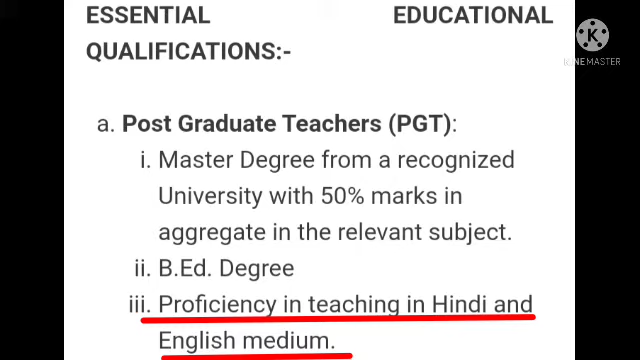 ESSENTIAL EDUCATIONAL
QUALIFICATIONS:-
K
KINEMASTER
a. Post Graduate Teachers (PGT):
i. Master Degree from a recognized
University with 50% marks in
aggregate in the relevant subject.
ii. B.Ed. Degree
iii. Proficiency in teaching in Hindi and
English medium.